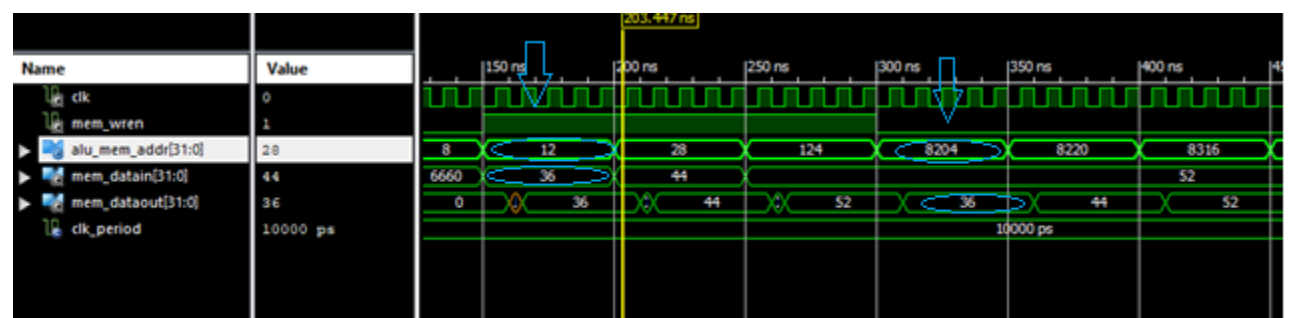 203.447 ns
Name Value 150 ns 200 ns 250 ns 300 ns 350 ns 400 ns 45
clk 0
mem_wren 1
alu_mem_addr[31:0] 28 8 12 28 124 8204 8220 8316
mem_datain[31:0] 44 6660 36 44 52
mem_dataout[31:0] 36 0 36 44 52 36 44 52
clk_period 10000 ps 10000 ps